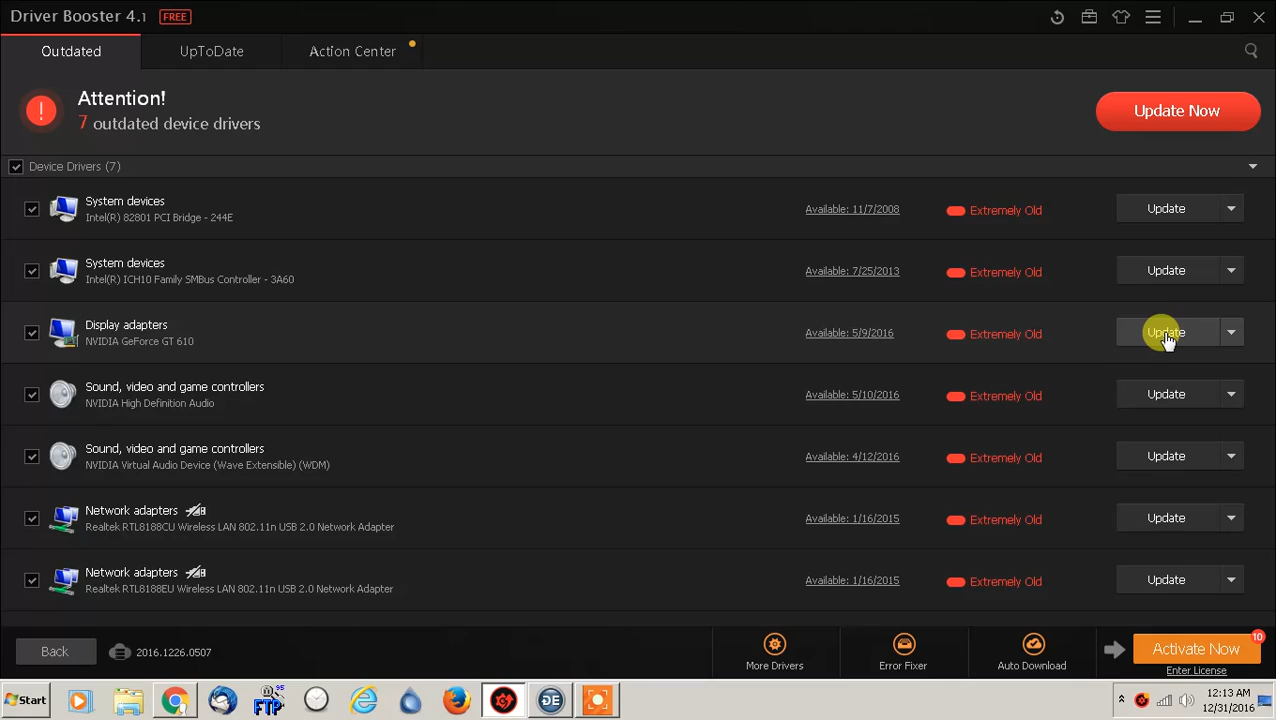 Driver Booster 4.1 FREE
Outdated UpToDate Action Center
Attention!
7 outdated device drivers
Update Now
Device Drivers (7)
System devices
Intel(R) 82801 PCI Bridge - 244E
Available: 11/7/2008 Extremely Old Update
System devices
Intel(R) ICH10 Family SMBus Controller - 3A60
Available: 7/25/2013 Extremely Old Update
Display adapters
NVIDIA GeForce GT 610
Available: 5/9/2016 Extremely Old Update
Sound, video and game controllers
NVIDIA High Definition Audio
Available: 5/10/2016 Extremely Old Update
Sound, video and game controllers
NVIDIA Virtual Audio Device (Wave Extensible) (WDM)
Available: 4/12/2016 Extremely Old Update
Network adapters
Realtek RTL8188CU Wireless LAN 802.11n USB 2.0 Network Adapter
Available: 1/16/2015 Extremely Old Update
Network adapters
Realtek RTL8188EU Wireless LAN 802.11n USB 2.0 Network Adapter
Available: 1/16/2015 Extremely Old Update
Back 2016.1226.0507
More Drivers Error Fixer Auto Download
Activate Now 10
Enter License
Start FTP 95 DE
12:13 AM
12/31/2016